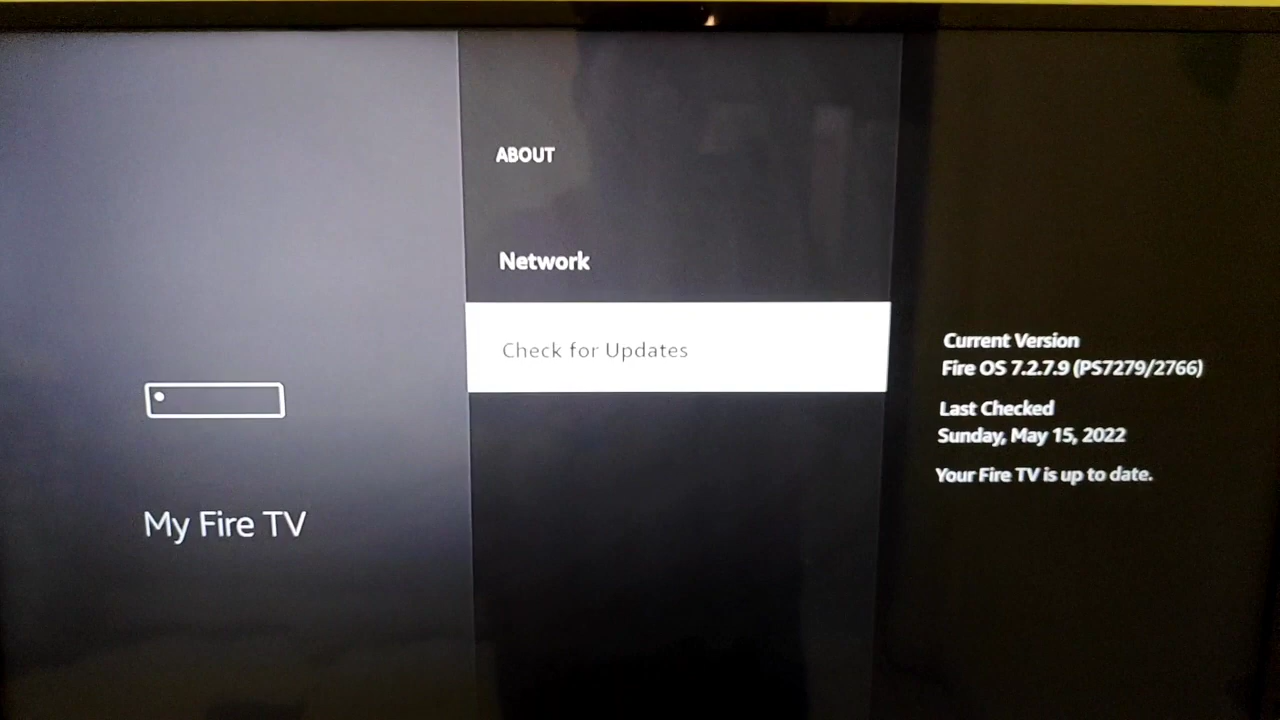 ABOUT
Network
Check for Updates
My Fire TV
Current Version
Fire OS 7.2.7.9 (PS7279/2766)
Last Checked
Sunday, May 15, 2022
Your Fire TV is up to date.